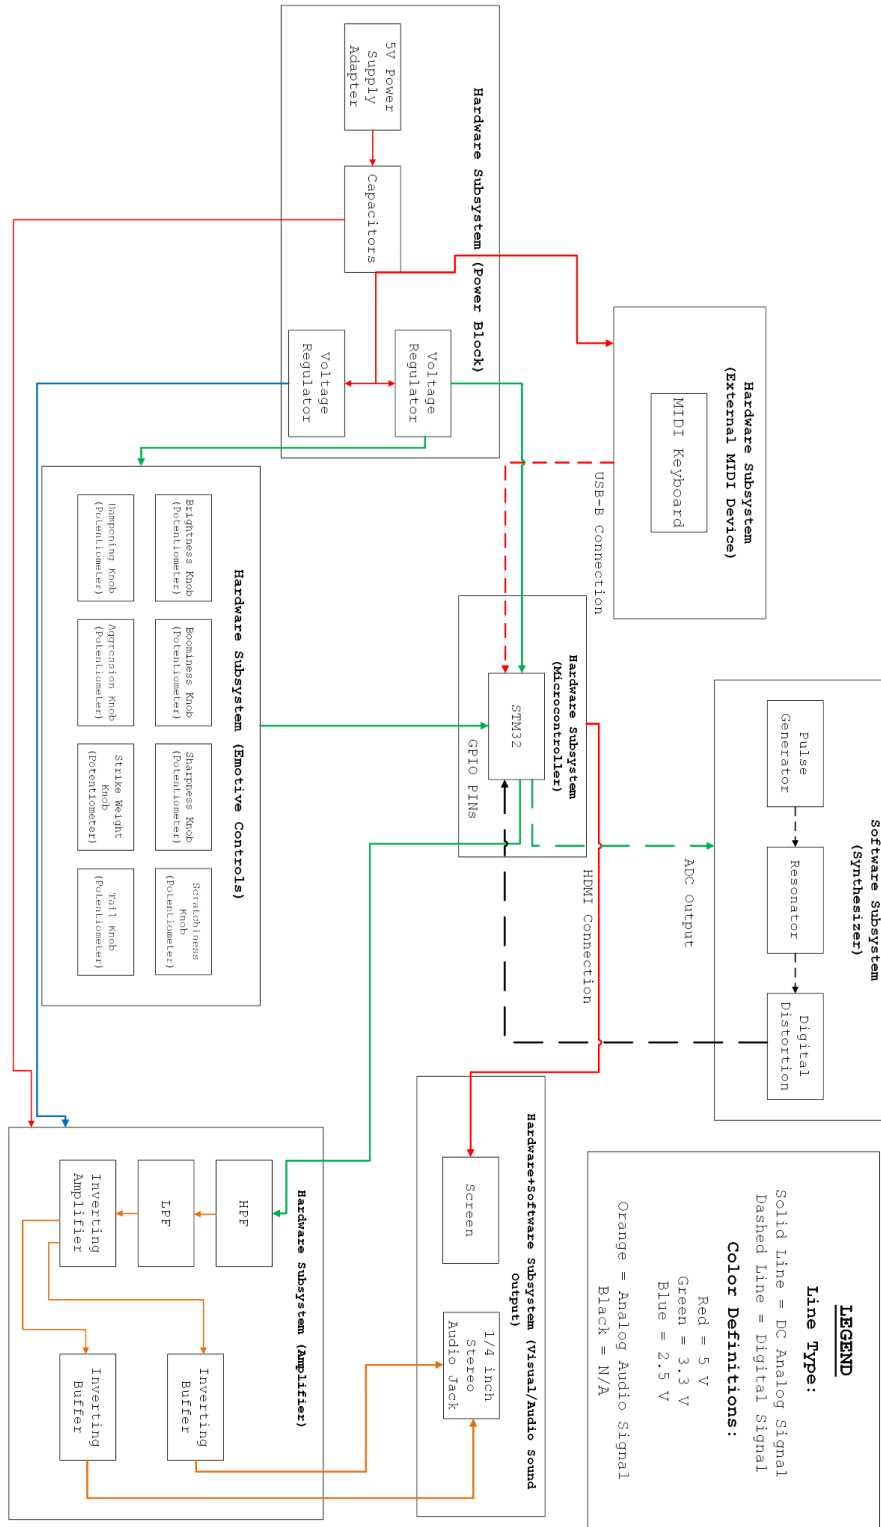 Hardware Subsystem (Power Block)
5V Power
Supply
Adapter
Capacitors
Voltage
Regulator
Voltage
Regulator
Hardware Subsystem
(External MIDI Device)
MIDI Keyboard
USB-B Connection
Hardware Subsystem (Emotive Controls)
Brightness Knob
(Potentiometer)
Boominess Knob
(Potentiometer)
Sharpness Knob
(Potentiometer)
Scratchiness
Knob
(Potentiometer)
Dampening Knob
(Potentiometer)
Aggression Knob
(Potentiometer)
Strike Weight
Knob
(Potentiometer)
Tail Knob
(Potentiometer)
Hardware Subsystem
(Microcontroller)
STM32
GPIO PINs
HDMI Connection
ADC Output
Software Subsystem
(Synthesizer)
Pulse
Generator
Resonator
Digital
Distortion
Hardware+Software Subsystem (Visual/Audio Sound
Output)
Screen
1/4 inch
Stereo
Audio Jack
Hardware Subsystem (Amplifier)
HPF
LPF
Inverting
Amplifier
Inverting
Buffer
Inverting
Buffer
LEGEND
Line Type:
Solid Line = DC Analog Signal
Dashed Line = Digital Signal
Color Definitions:
Red = 5 V
Green = 3.3 V
Blue = 2.5 V
Orange = Analog Audio Signal
Black = N/A